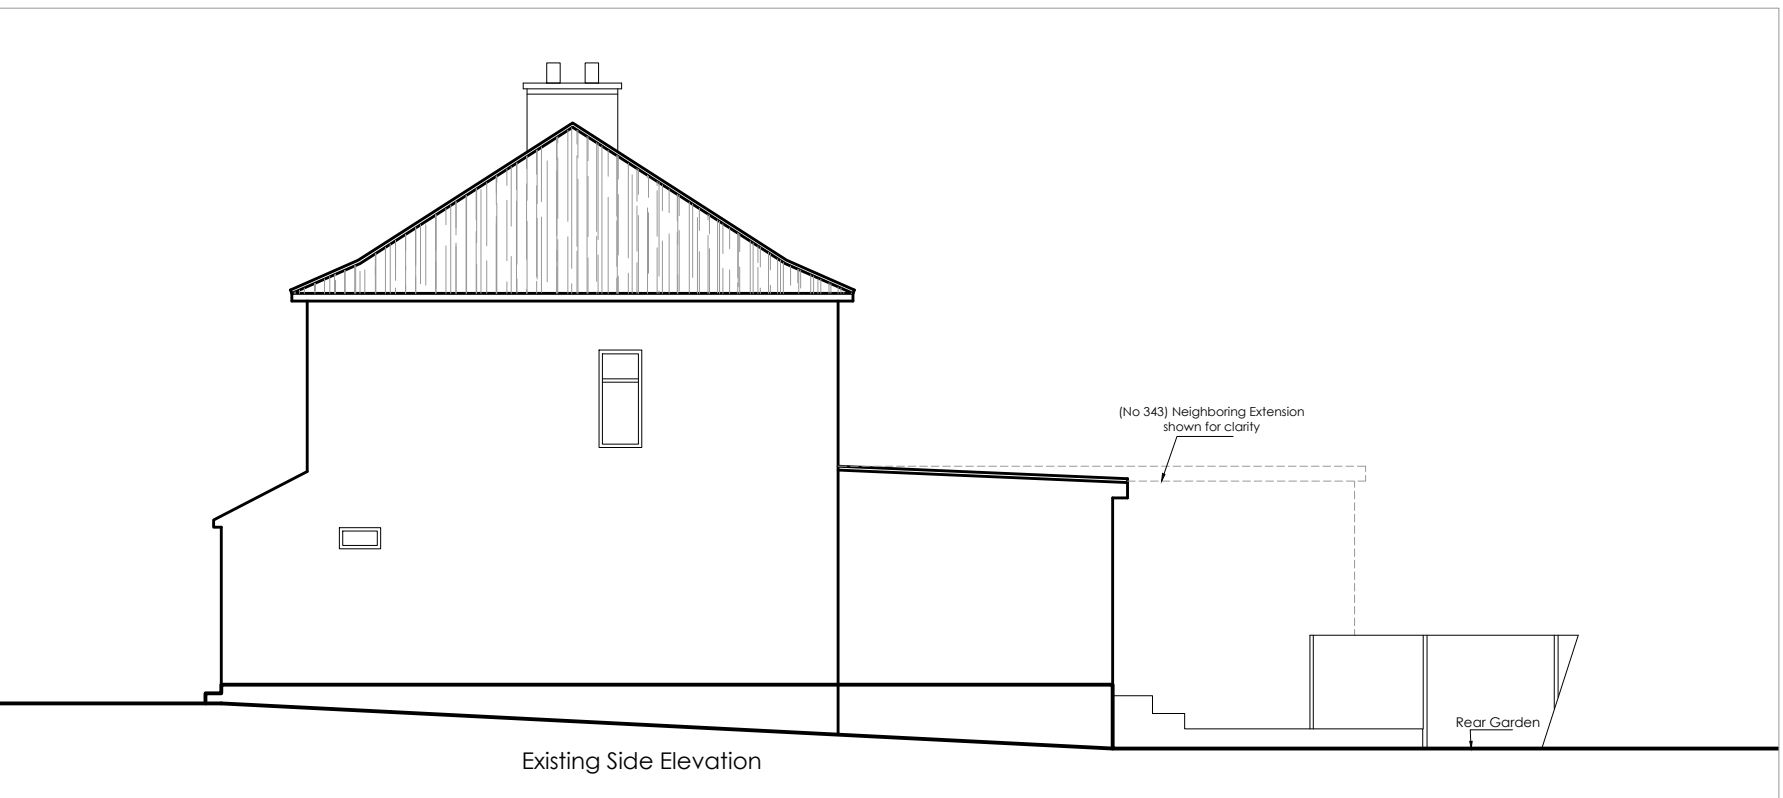 (No 343) Neighboring Extension
shown for clarity
Rear Garden
Existing Side Elevation